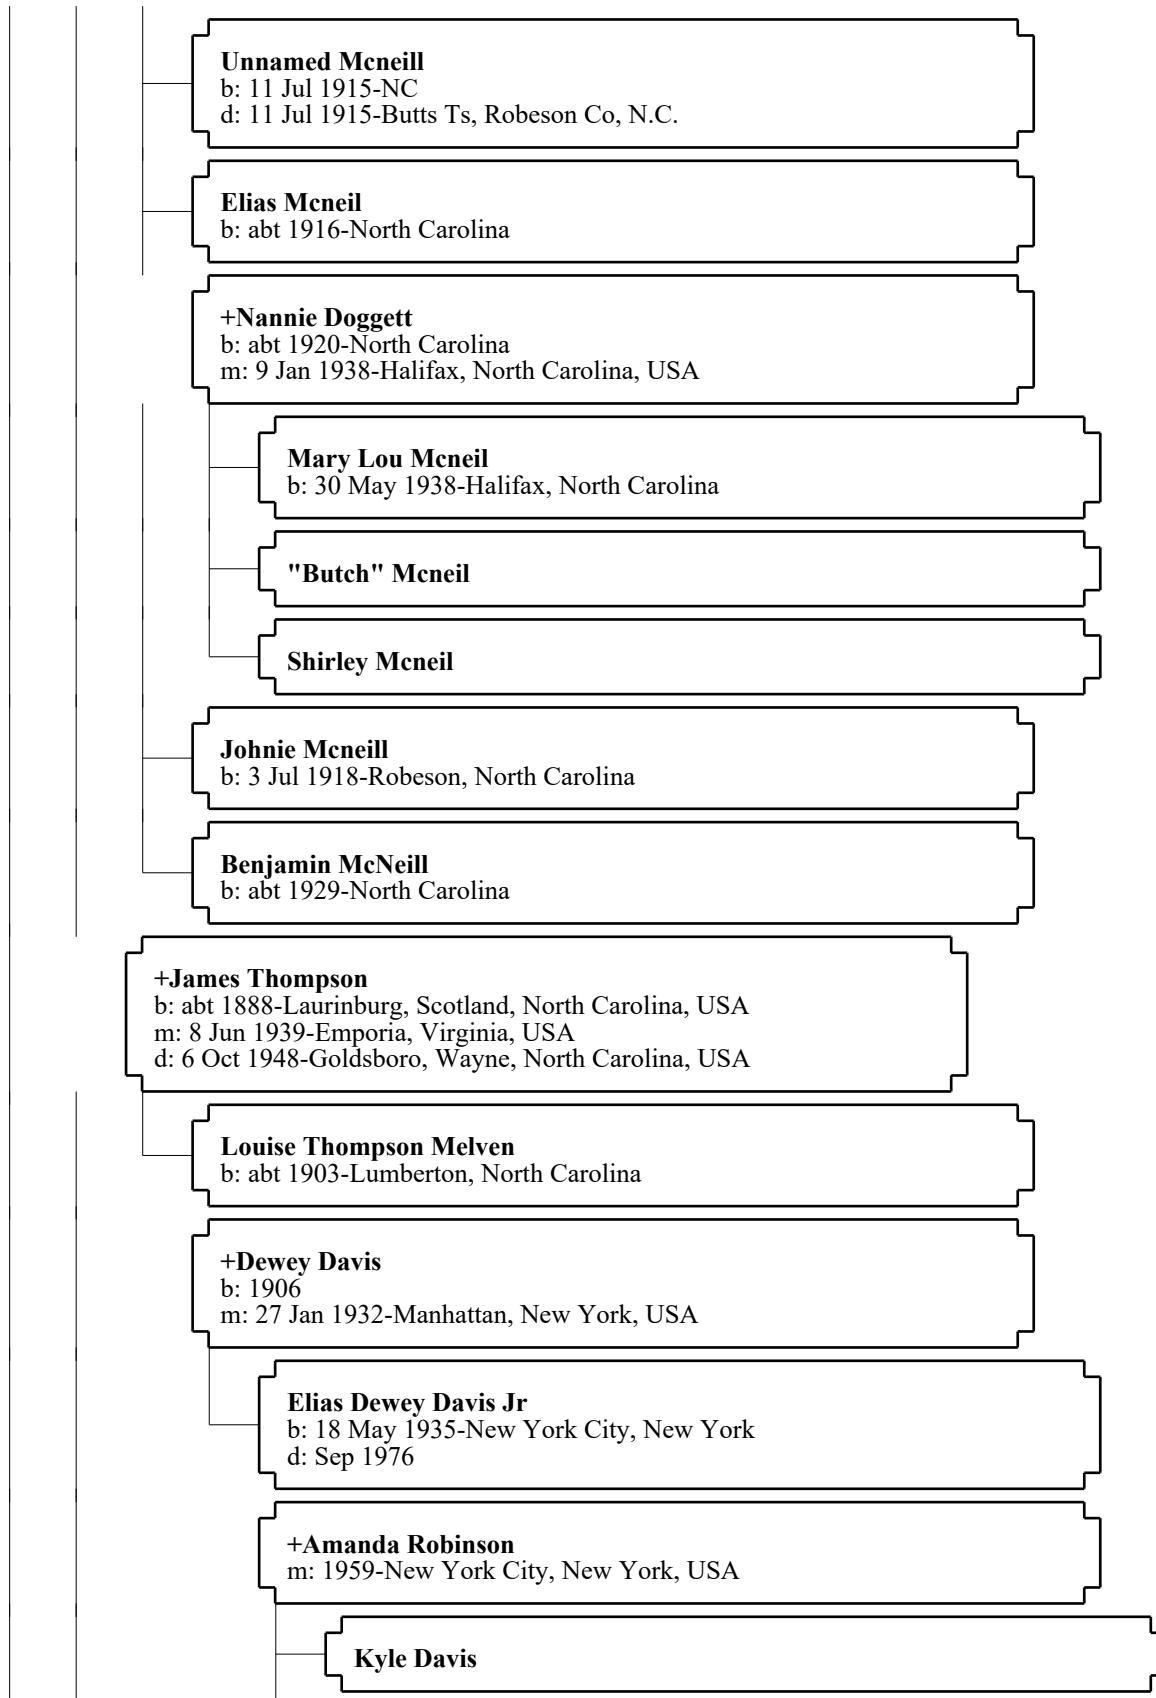 Unnamed Mcneill
b: 11 Jul 1915-NC
d: 11 Jul 1915-Butts Ts, Robeson Co, N.C.
Elias Mcneil
b: abt 1916-North Carolina
+Nannie Doggett
b: abt 1920-North Carolina
m: 9 Jan 1938-Halifax, North Carolina, USA
Mary Lou Mcneil
b: 30 May 1938-Halifax, North Carolina
"Butch" Mcneil
Shirley Mcneil
Johnie Mcneill
b: 3 Jul 1918-Robeson, North Carolina
Benjamin McNeill
b: abt 1929-North Carolina
+James Thompson
b: abt 1888-Laurinburg, Scotland, North Carolina, USA
m: 8 Jun 1939-Emporia, Virginia, USA
d: 6 Oct 1948-Goldsboro, Wayne, North Carolina, USA
Louise Thompson Melven
b: abt 1903-Lumberton, North Carolina
+Dewey Davis
b: 1906
m: 27 Jan 1932-Manhattan, New York, USA
Elias Dewey Davis Jr
b: 18 May 1935-New York City, New York
d: Sep 1976
+Amanda Robinson
m: 1959-New York City, New York, USA
Kyle Davis